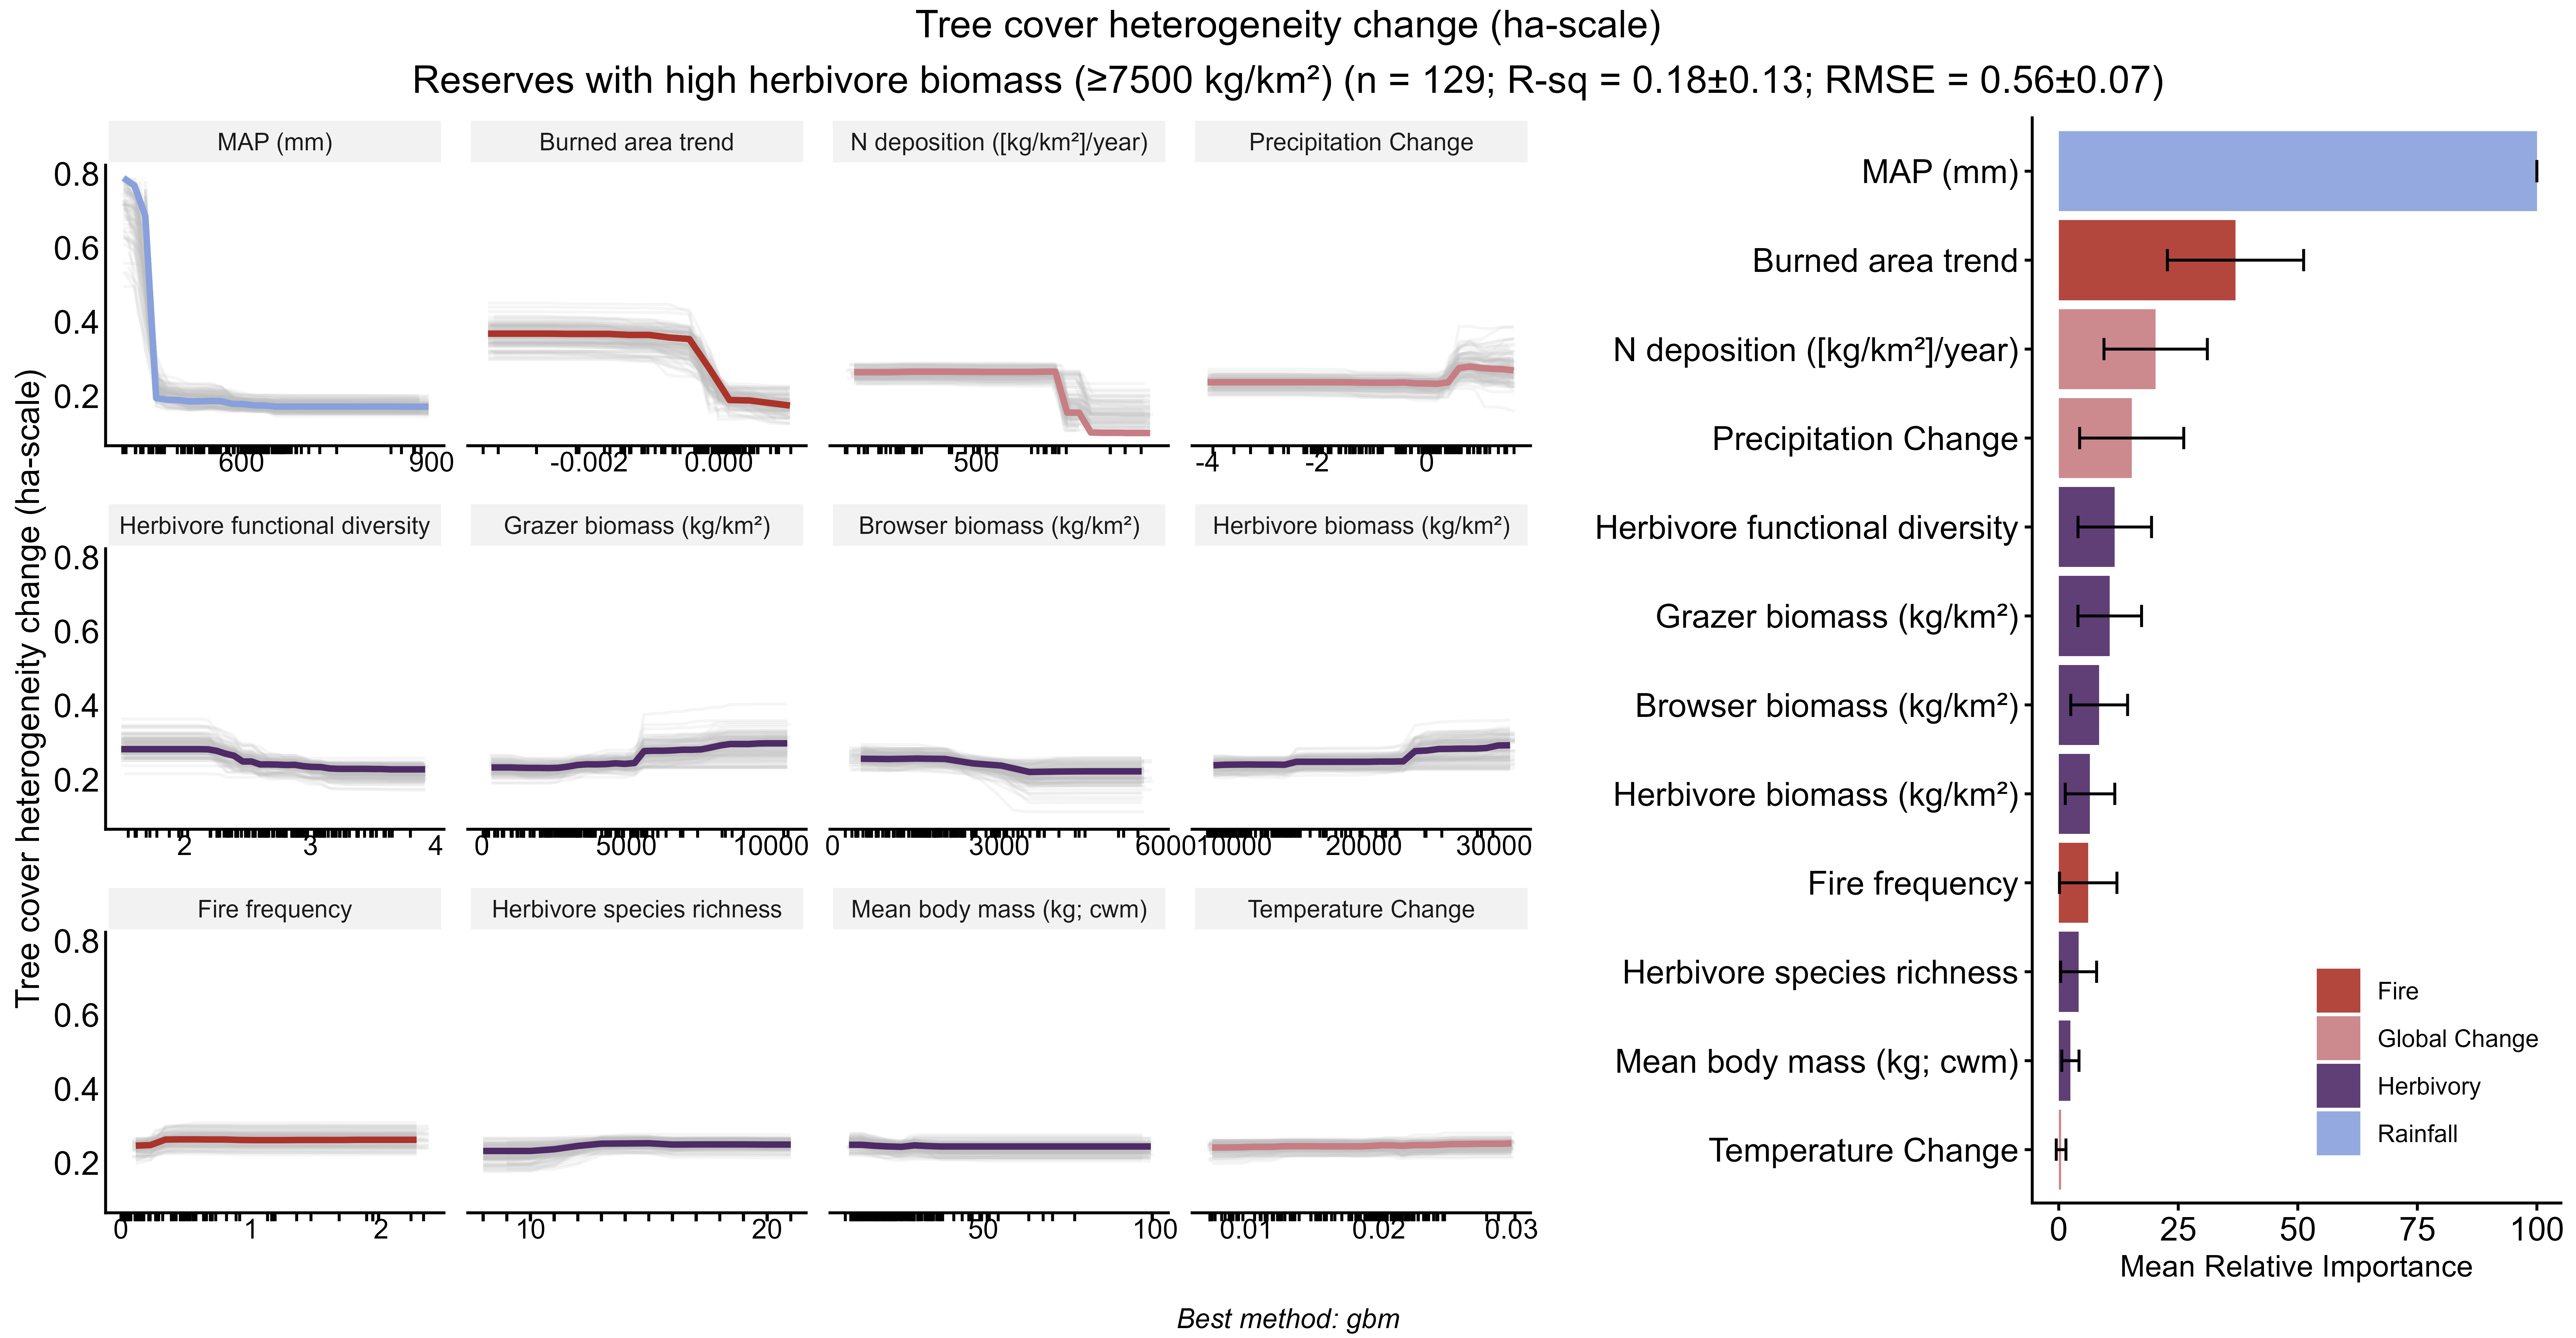 Tree cover heterogeneity change (ha-scale)
Reserves with high herbivore biomass (≥7500 kg/km²) (n = 129; R-sq = 0.18±0.13; RMSE = 0.56±0.07)
Tree cover heterogeneity change (ha-scale)
MAP (mm)
Burned area trend
N deposition ([kg/km²]/year)
Precipitation Change
0.8
0.6
0.4
0.2
600 900
-0.002 0.000
500
-4 -2 0
Herbivore functional diversity
Grazer biomass (kg/km²)
Browser biomass (kg/km²)
Herbivore biomass (kg/km²)
0.8
0.6
0.4
0.2
2 3 4
0 5000 10000
0 3000 6000
10000 20000 30000
Fire frequency
Herbivore species richness
Mean body mass (kg; cwm)
Temperature Change
0.8
0.6
0.4
0.2
0 1 2
10 20
50 100
0.01 0.02 0.03
MAP (mm)
Burned area trend
N deposition ([kg/km²]/year)
Precipitation Change
Herbivore functional diversity
Grazer biomass (kg/km²)
Browser biomass (kg/km²)
Herbivore biomass (kg/km²)
Fire frequency
Herbivore species richness
Mean body mass (kg; cwm)
Temperature Change
Fire
Global Change
Herbivory
Rainfall
0 25 50 75 100
Mean Relative Importance
Best method: gbm